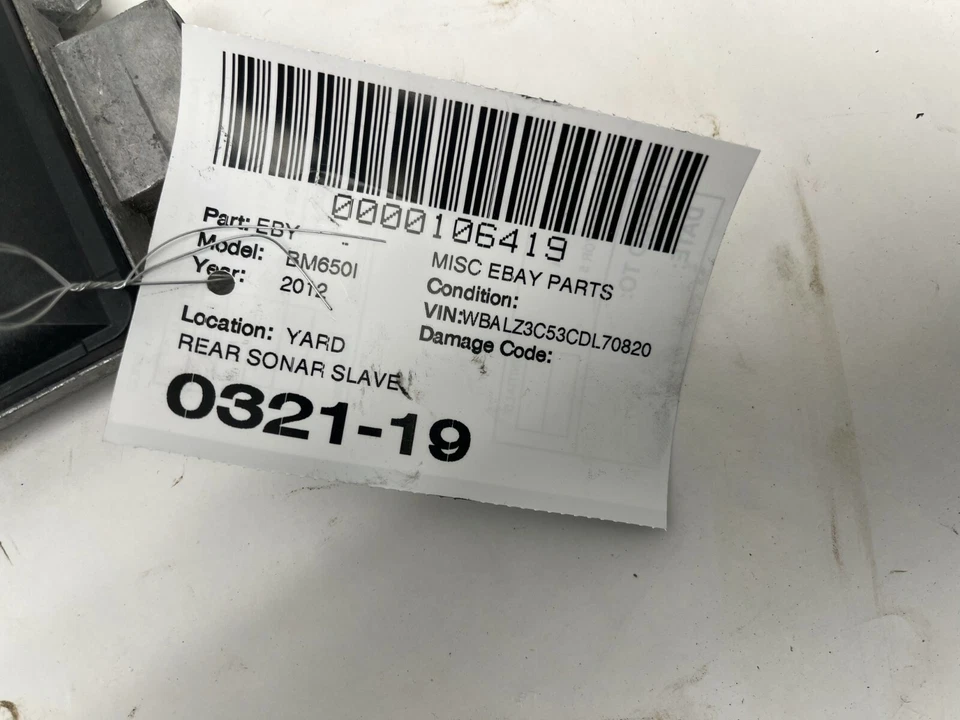 0000106419
Part: EBY
MISC EBAY PARTS
Model: BM650I
Condition:
Year: 2012
VIN:WBALZ3C53CDL70820
Location: YARD
Damage Code:
REAR SONAR SLAVE
0321-19